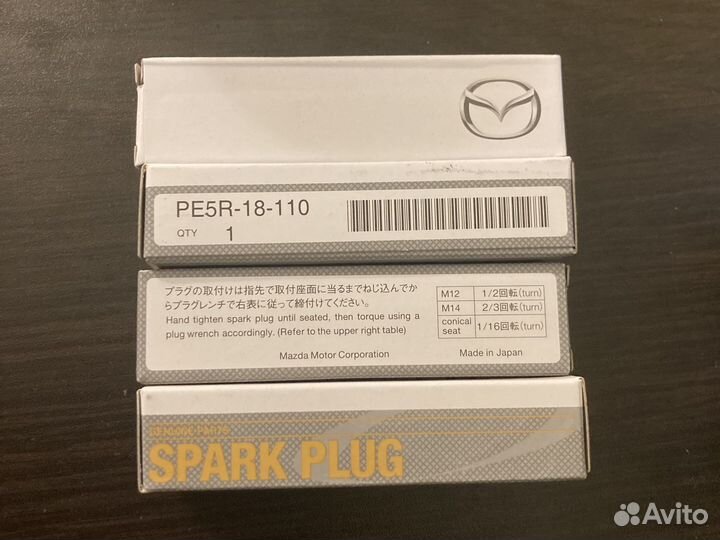 PE5R-18-110
QTY 1
プラグの取付けは指先で取付座面に当るまでねじ込んでか
らプラグレンチで右表に従って締付けてください。
Hand tighten spark plug until seated, then torque using a
plug wrench accordingly. (Refer to the upper right table)
Mazda Motor Corporation
M12 1/2回転(turn)
M14 2/3回転(turn)
conical seat 1/16回転(turn)
Made in Japan
GENUINE PARTS
SPARK PLUG
Avito